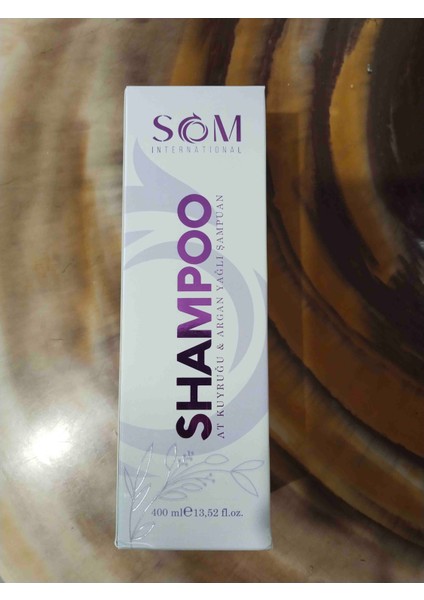 SOM
INTERNATIONAL
SHAMPOO
AT KUYRUĞU & ARGAN YAĞLI ŞAMPUAN
400 ml℮13,52 fl.oz.